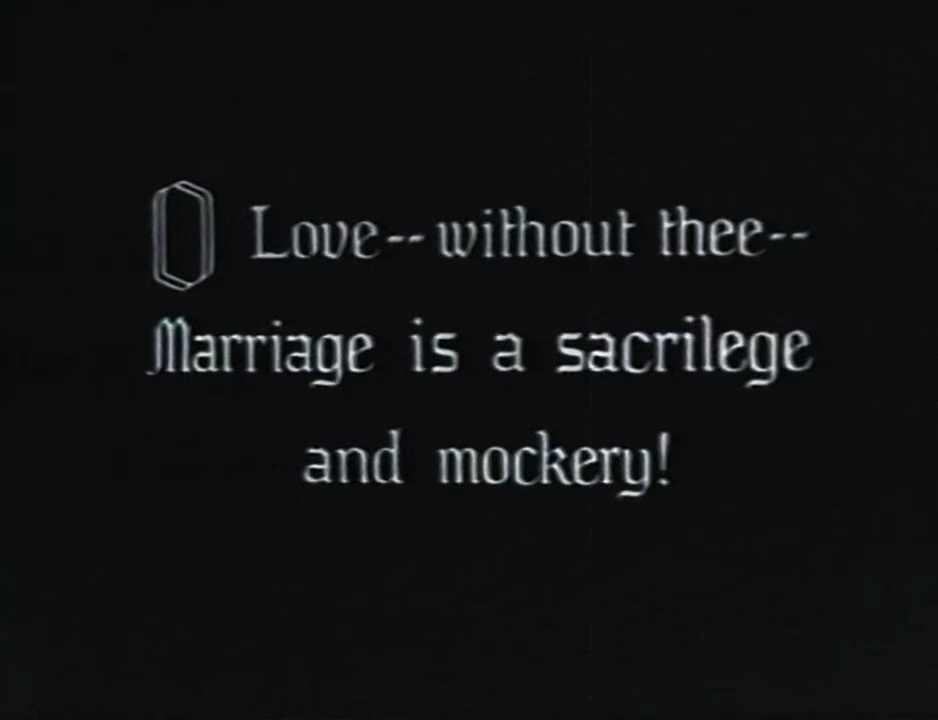 O Love--without thee--
Marriage is a sacrilege
and mockery!